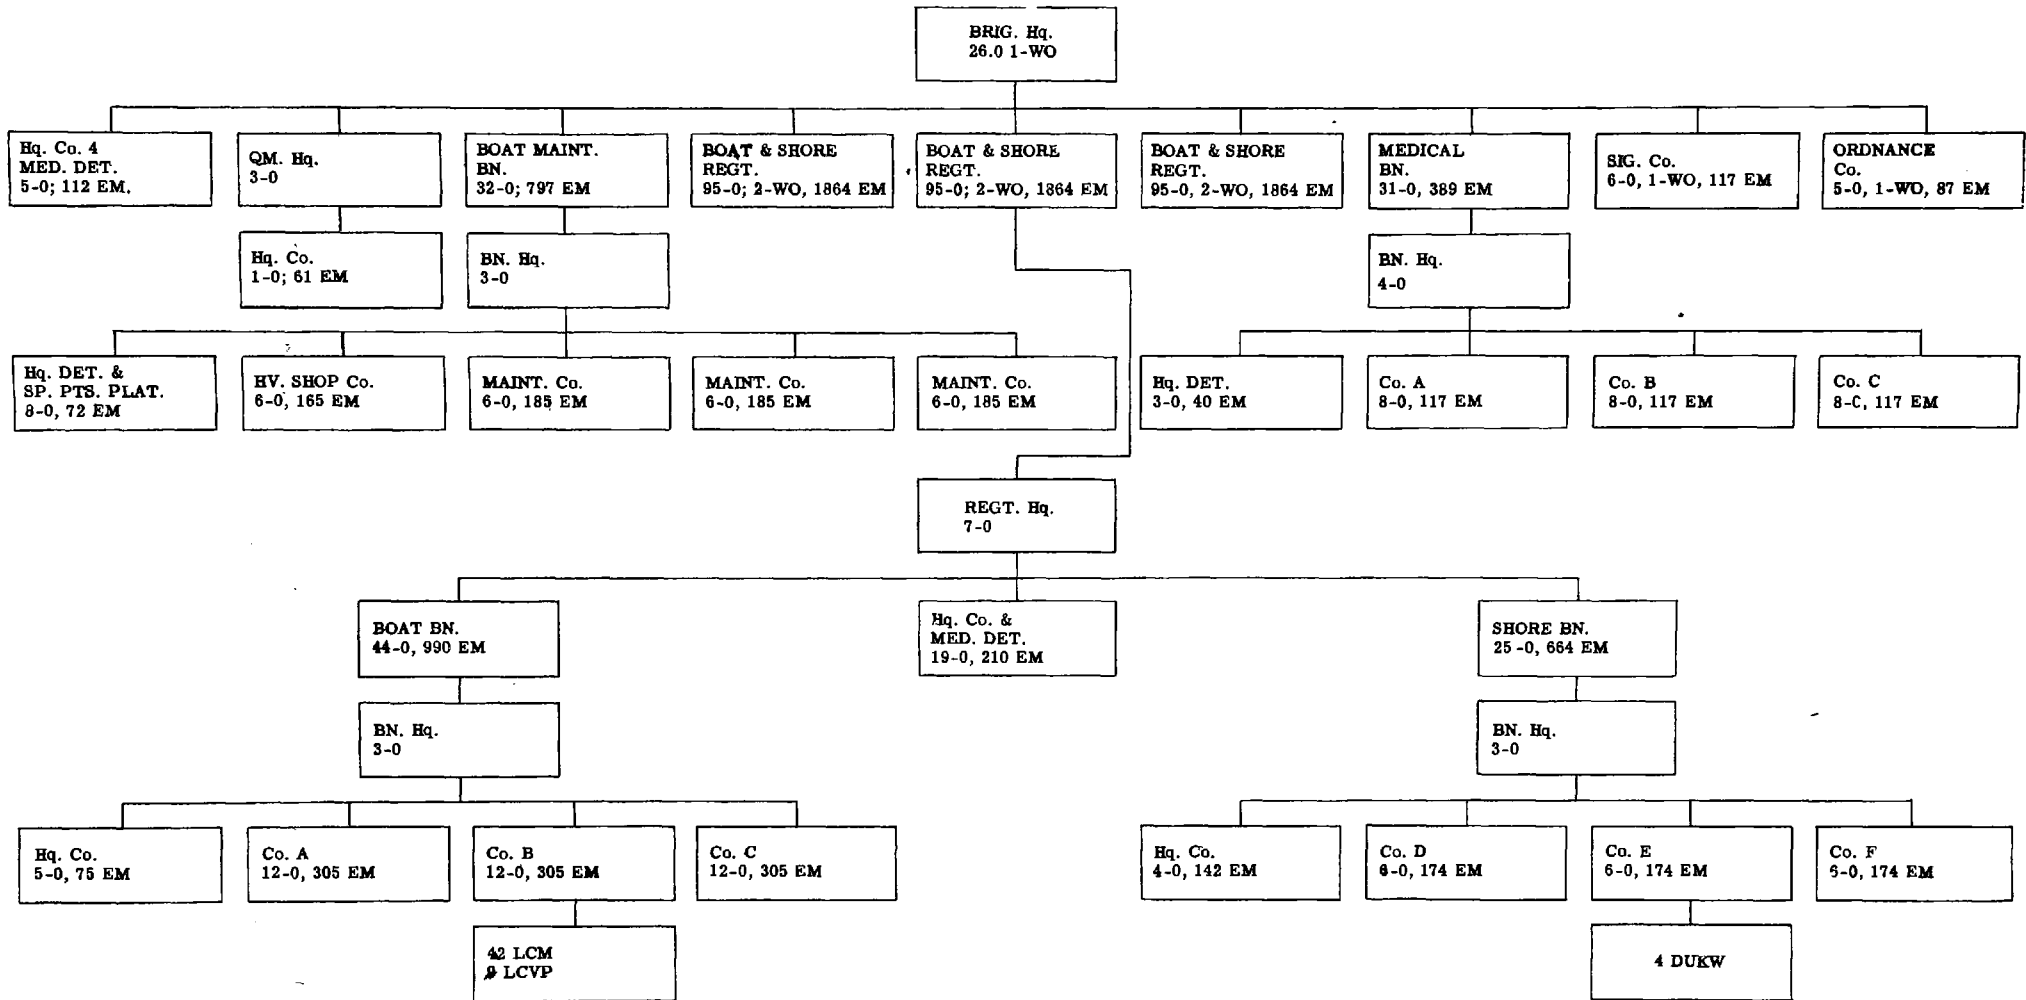 BRIG. Hq.
26.0 1-WO
Hq. Co. 4
MED. DET.
5-0; 112 EM.
QM. Hq.
3-0
BOAT MAINT.
BN.
32-0; 797 EM
BOAT & SHORE
REGT.
95-0; 2-WO, 1864 EM
BOAT & SHORE
REGT.
95-0; 2-WO, 1864 EM
BOAT & SHORE
REGT.
95-0, 2-WO, 1864 EM
MEDICAL
BN.
31-0, 389 EM
SIG. Co.
6-0, 1-WO, 117 EM
ORDNANCE
Co.
5-0, 1-WO, 87 EM
Hq. Co.
1-0; 61 EM
BN. Hq.
3-0
BN. Hq.
4-0
Hq. DET. &
SP. PTS. PLAT.
8-0, 72 EM
HV. SHOP Co.
6-0, 165 EM
MAINT. Co.
6-0, 185 EM
MAINT. Co.
6-0, 185 EM
MAINT. Co.
6-0, 185 EM
Hq. DET.
3-0, 40 EM
Co. A
8-0, 117 EM
Co. B
8-0, 117 EM
Co. C
8-C, 117 EM
REGT. Hq.
7-0
BOAT BN.
44-0, 990 EM
Hq. Co. &
MED. DET.
19-0, 210 EM
SHORE BN.
25-0, 664 EM
BN. Hq.
3-0
BN. Hq.
3-0
Hq. Co.
5-0, 75 EM
Co. A
12-0, 305 EM
Co. B
12-0, 305 EM
Co. C
12-0, 305 EM
Hq. Co.
4-0, 142 EM
Co. D
6-0, 174 EM
Co. E
6-0, 174 EM
Co. F
6-0, 174 EM
42 LCM
LCVP
4 DUKW